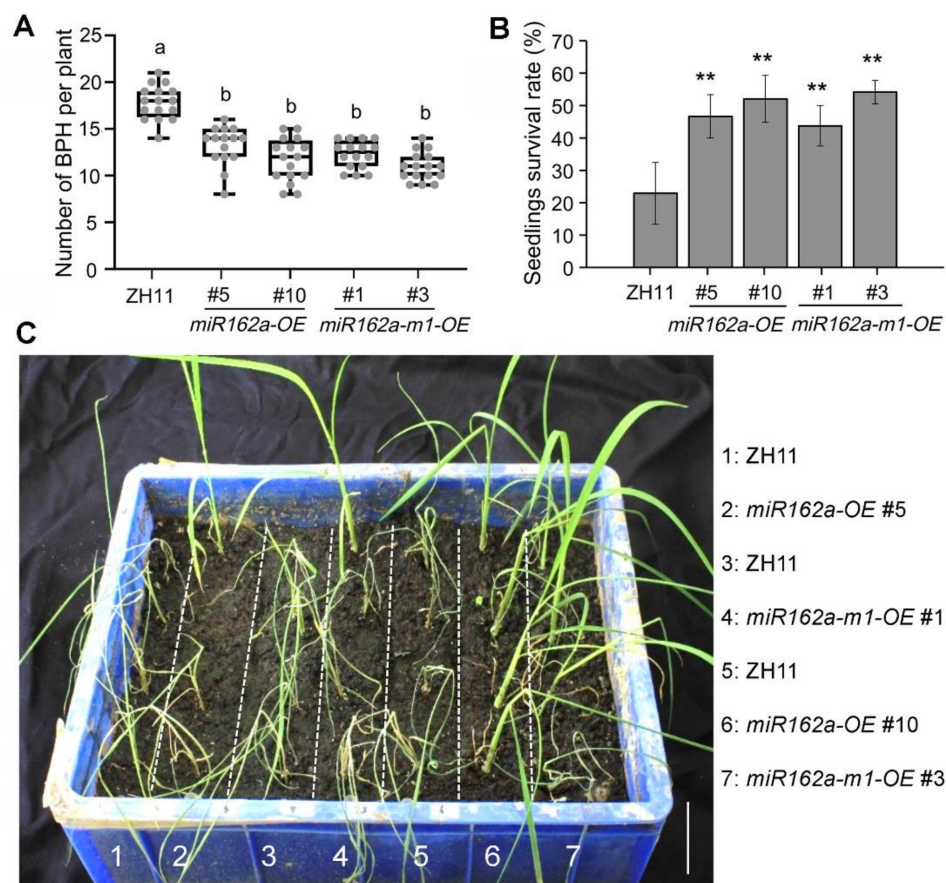 A
Number of BPH per plant
25
20
15
10
5
0
a
b
b
b
b
ZH11
#5
#10
#1
#3
miR162a-OE
miR162a-m1-OE
B
Seedlings survival rate (%)
70
60
50
40
30
20
10
0
**
**
**
**
ZH11
#5
#10
#1
#3
miR162a-OE
miR162a-m1-OE
C
1: ZH11
2: miR162a-OE #5
3: ZH11
4: miR162a-m1-OE #1
5: ZH11
6: miR162a-OE #10
7: miR162a-m1-OE #3
1 2 3 4 5 6 7